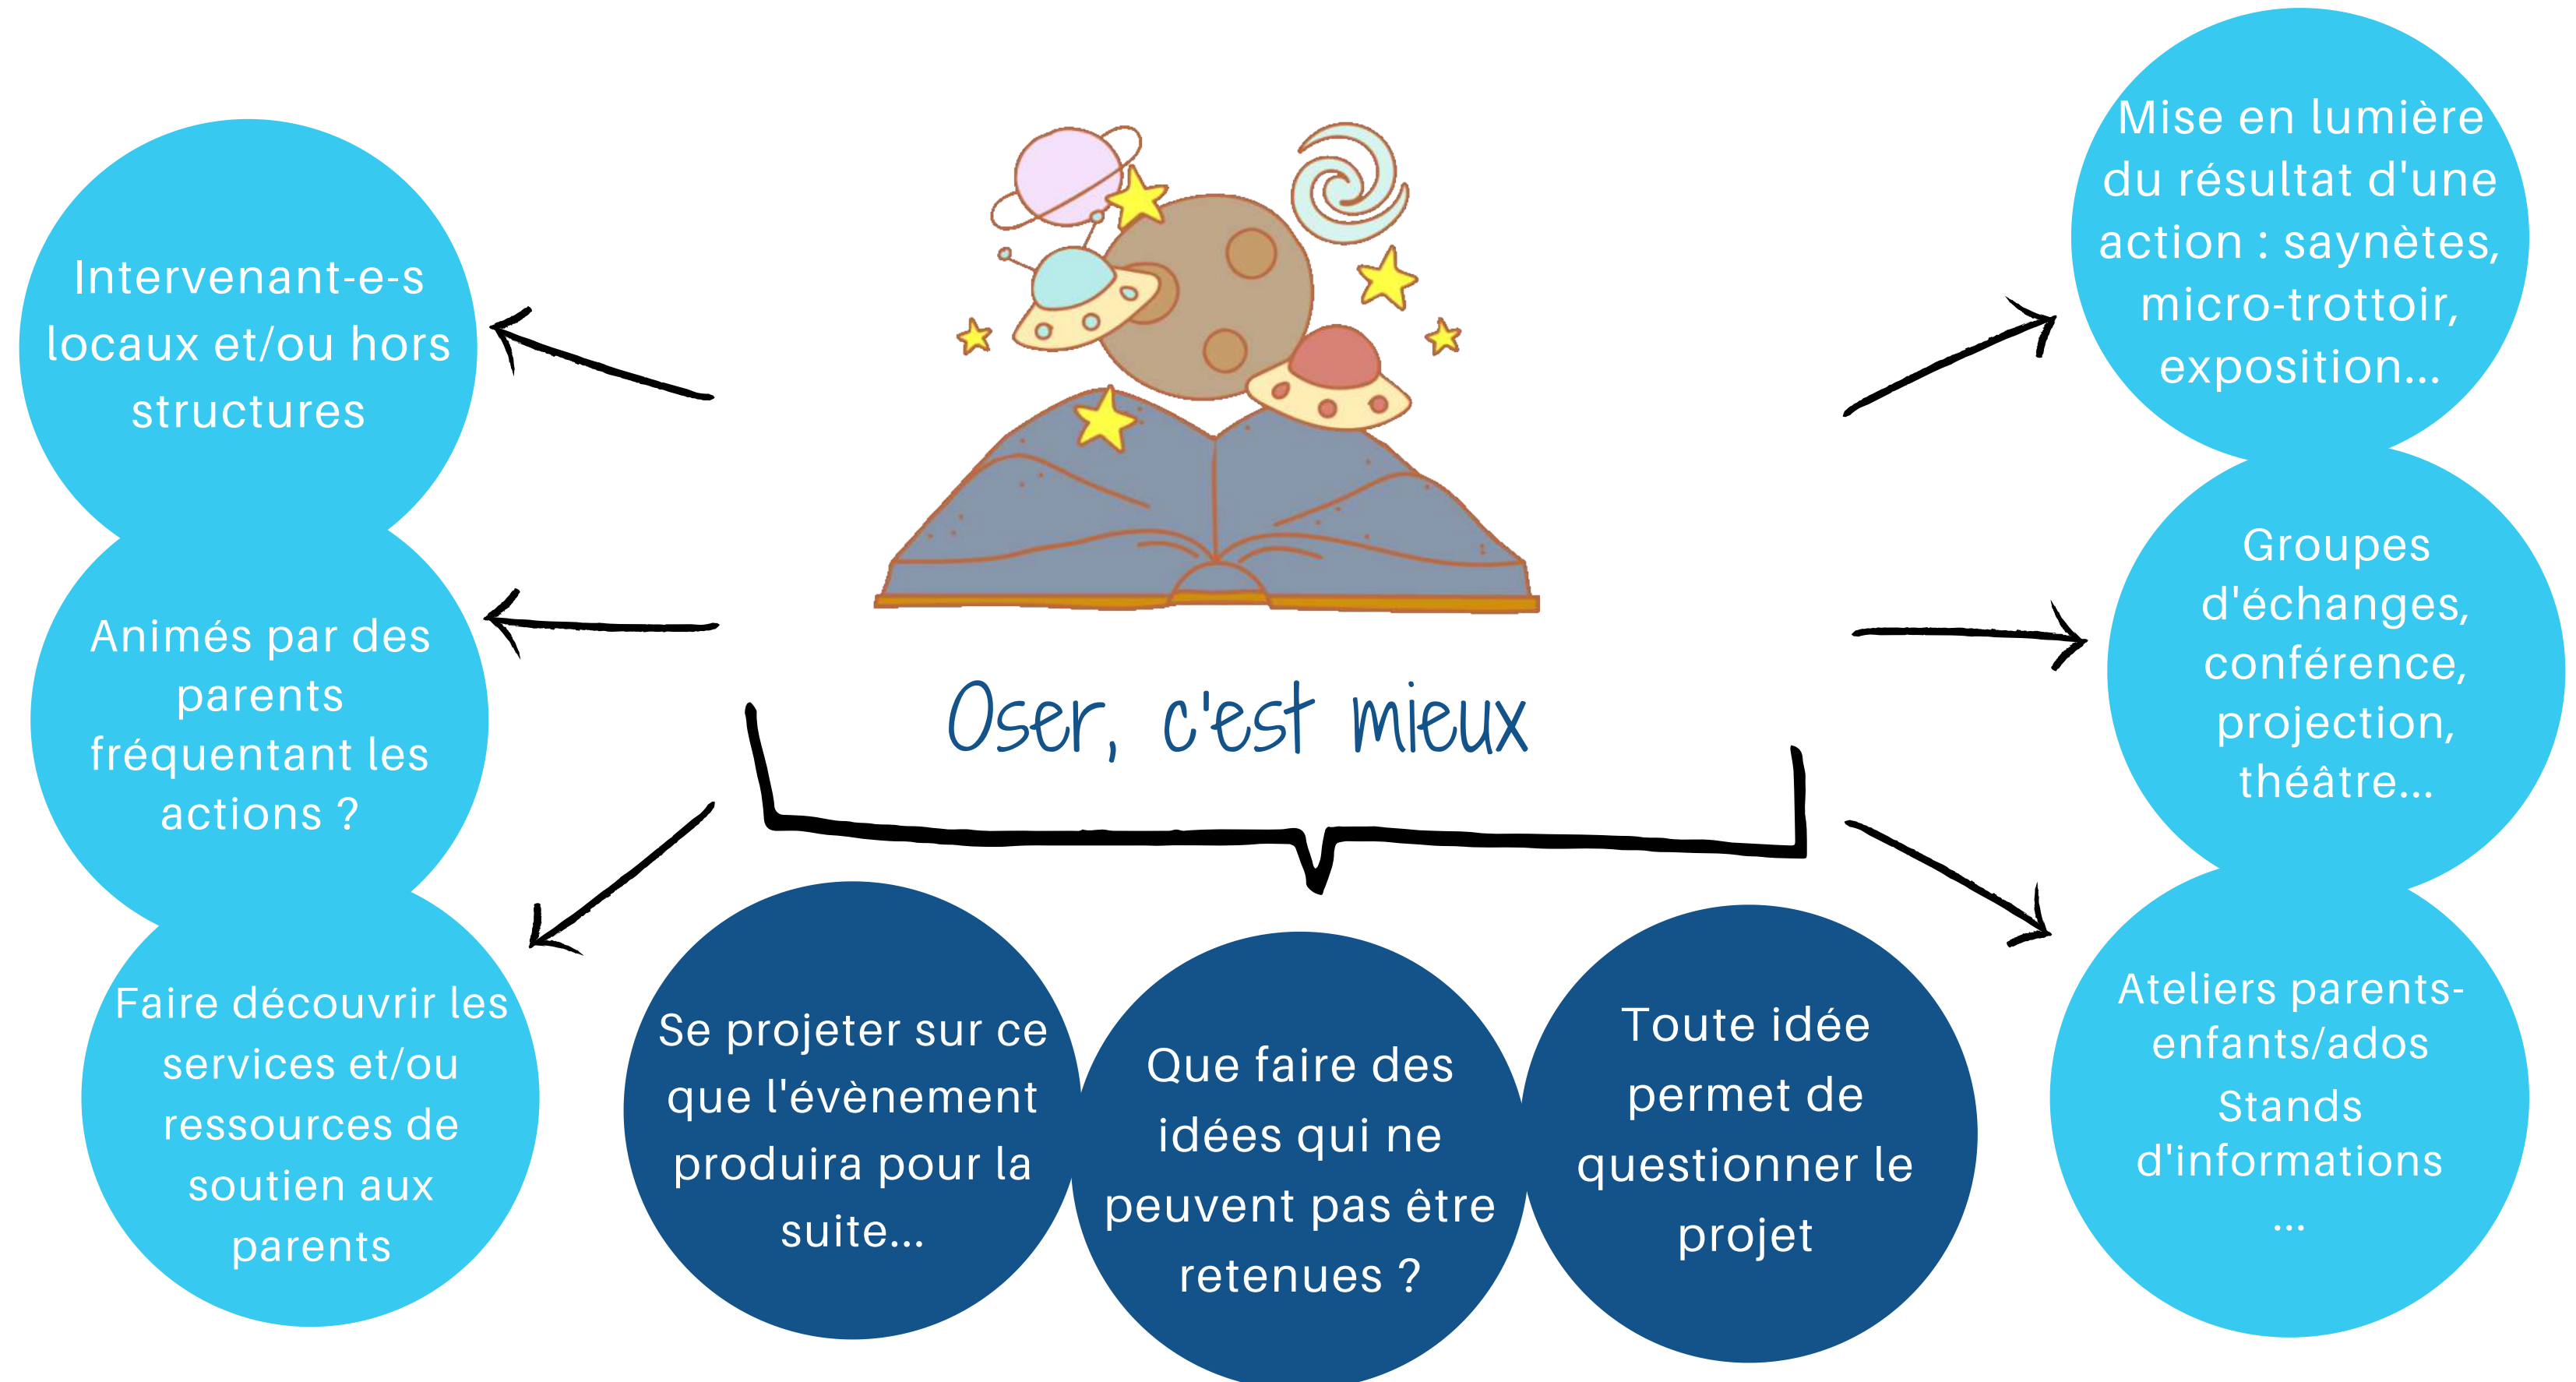 Intervenant-e-s
locaux et/ou hors
structures
Animés par des
parents
fréquentant les
actions ?
Faire découvrir les
services et/ou
ressources de
soutien aux
parents
Oser, c'est mieux
Se projeter sur ce
que l'évènement
produira pour la
suite...
Que faire des
idées qui ne
peuvent pas être
retenues ?
Toute idée
permet de
questionner le
projet
Mise en lumière
du résultat d'une
action : saynètes,
micro-trottoir,
exposition...
Groupes
d'échanges,
conférence,
projection,
théâtre...
Ateliers parents-
enfants/ados
Stands
d'informations
...